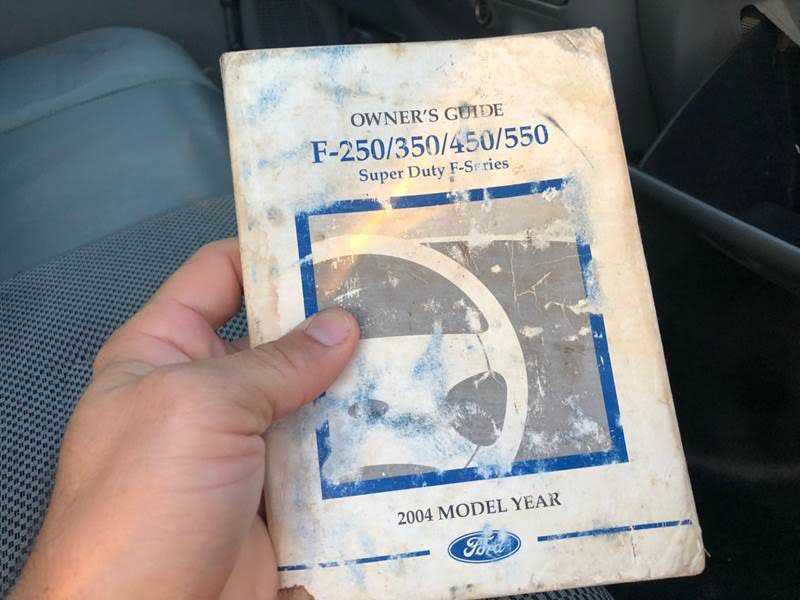 OWNER'S GUIDE
F-250/350/450/550
Super Duty F-Series
2004 MODEL YEAR
Ford